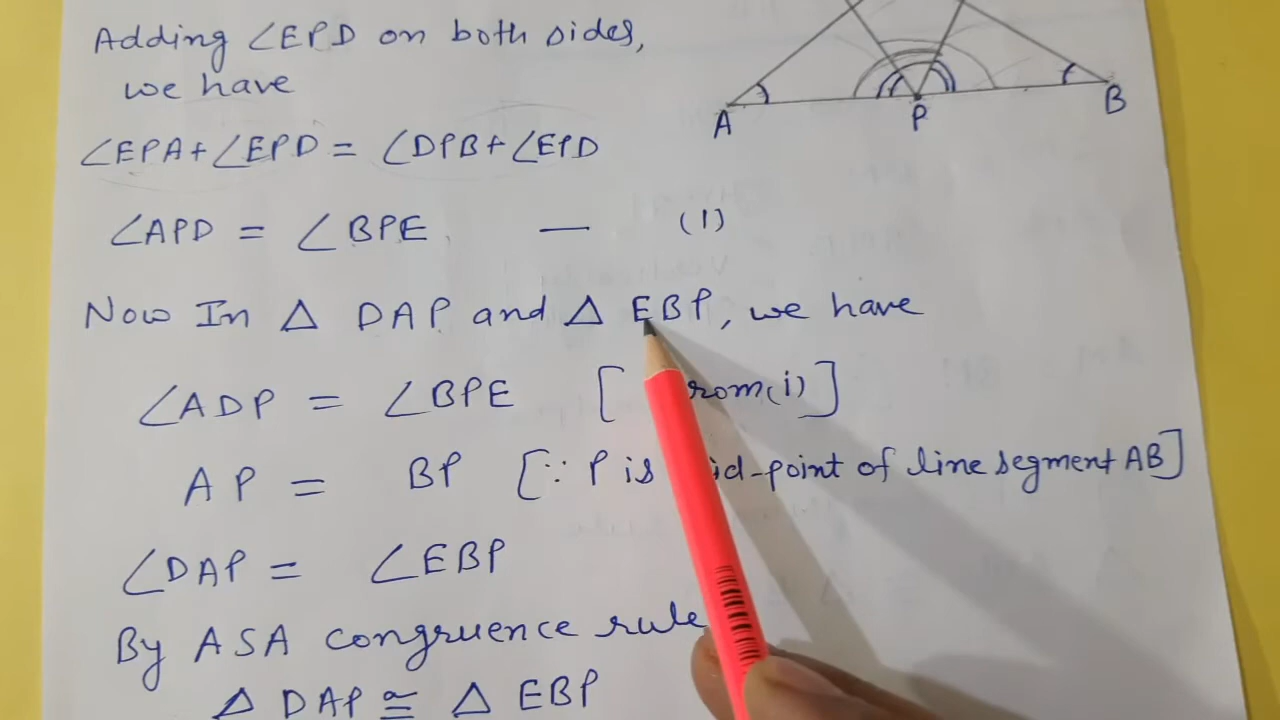 Adding ∠EPD on both sides,
we have
∠EPA+∠EPD = ∠DPB+∠EPD
∠APD = ∠BPE — (1)
Now In △ DAP and △ EBP, we have
∠ADP = ∠BPE [ rom(i)]
AP = BP [∵ P is id-point of line segment AB]
∠DAP = ∠EBP
By ASA congruence rule
△ DAP ≅ △ EBP
A
P
B